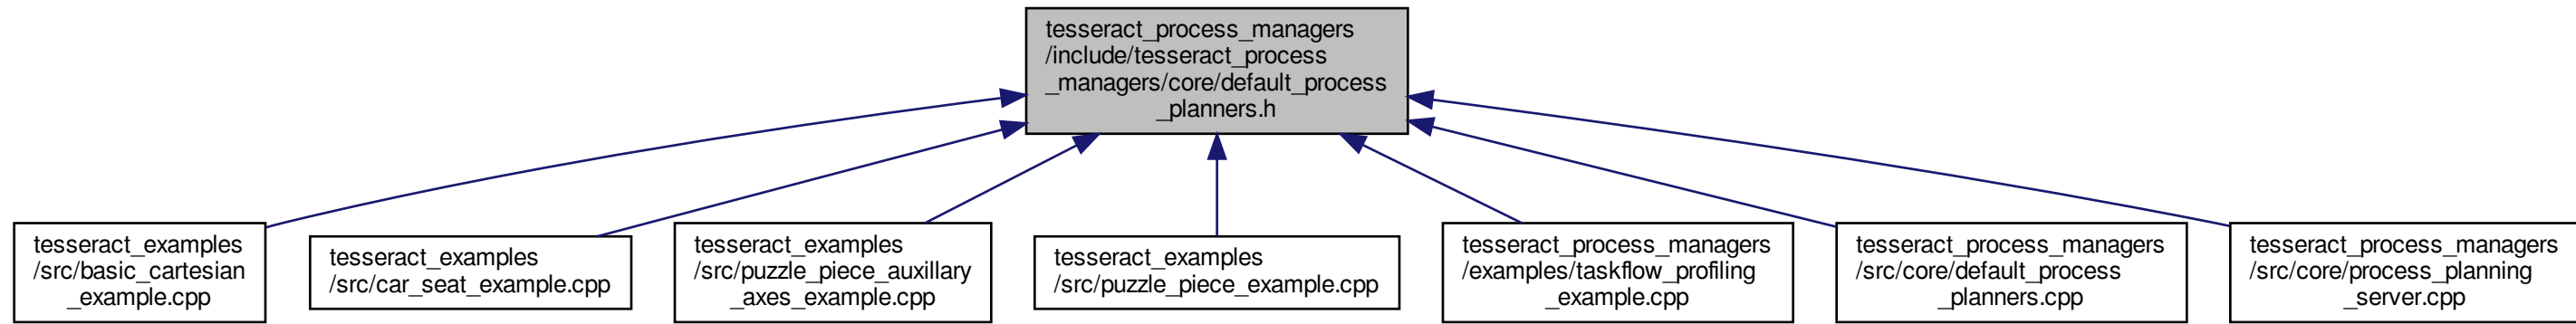 tesseract_process_managers
/include/tesseract_process
_managers/core/default_process
_planners.h
tesseract_examples
/src/basic_cartesian
_example.cpp
tesseract_examples
/src/car_seat_example.cpp
tesseract_examples
/src/puzzle_piece_auxillary
_axes_example.cpp
tesseract_examples
/src/puzzle_piece_example.cpp
tesseract_process_managers
/examples/taskflow_profiling
_example.cpp
tesseract_process_managers
/src/core/default_process
_planners.cpp
tesseract_process_managers
/src/core/process_planning
_server.cpp